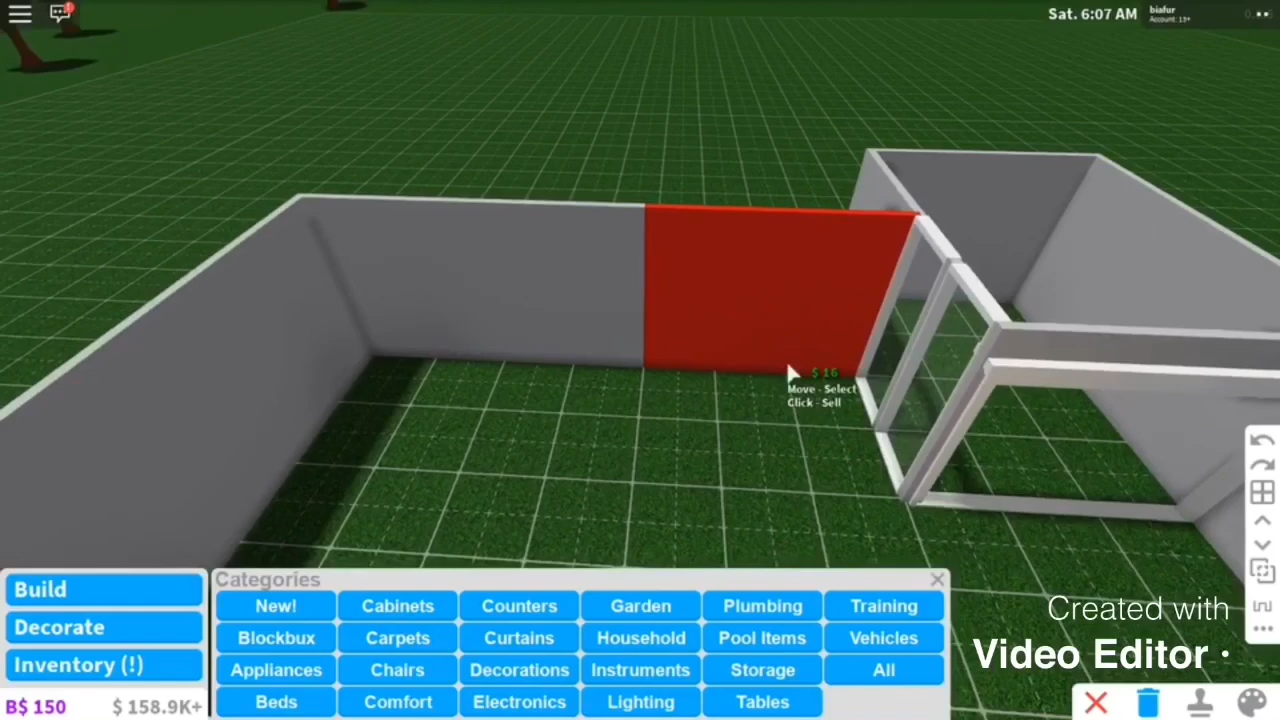 Sat. 6:07 AM
biafur
Account: 13+
$ 16
Move - Select
Click - Sell
Build
Decorate
Inventory (!)
B$ 150 $ 158.9K+
Categories
New! Cabinets Counters Garden Plumbing Training
Blockbux Carpets Curtains Household Pool Items Vehicles
Appliances Chairs Decorations Instruments Storage All
Beds Comfort Electronics Lighting Tables
Created with
Video Editor ·